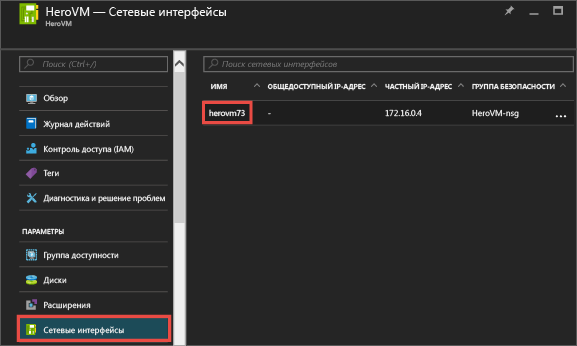 HeroVM — Сетевые интерфейсы
HeroVM
Поиск (Ctrl+/)
Обзор
Журнал действий
Контроль доступа (IAM)
Теги
Диагностика и решение проблем
ПАРАМЕТРЫ
Группа доступности
Диски
Расширения
Сетевые интерфейсы
Поиск сетевых интерфейсов
ИМЯ ОБЩЕДОСТУПНЫЙ IP-АДРЕС ЧАСТНЫЙ IP-АДРЕС ГРУППА БЕЗОПАСНОСТИ
herovm73 - 172.16.0.4 HeroVM-nsg ...